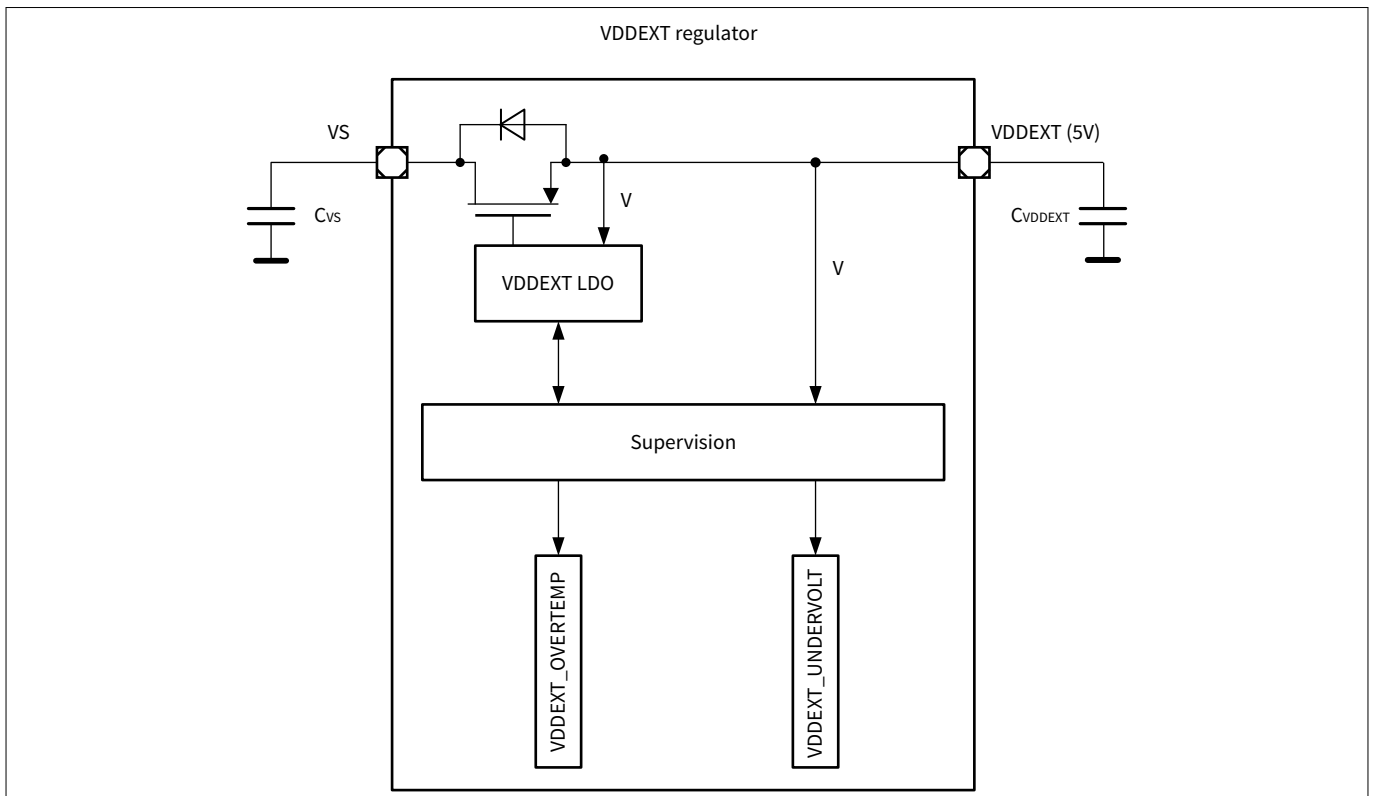 VDDEXT regulator
VS
VDDEXT (5V)
V
CVS
CVDDEXT
VDDEXT LDO
V
Supervision
VDDEXT_OVERTEMP
VDDEXT_UNDERVOLT